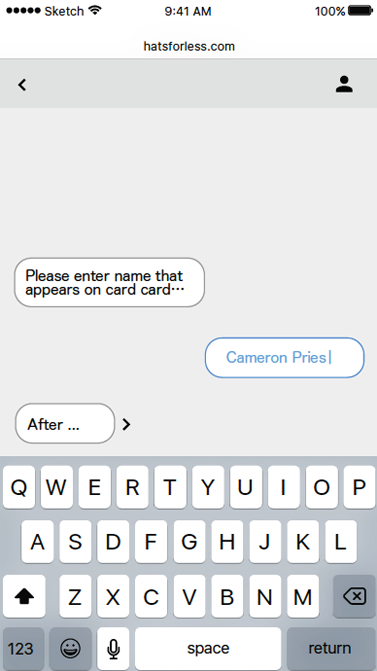 Sketch 9:41 AM 100%
hatsforless.com
Please enter name that
appears on card card...
Cameron Pries
After ...
Q W E R T Y U I O P
A S D F G H J K L
Z X C V B N M
123 space return